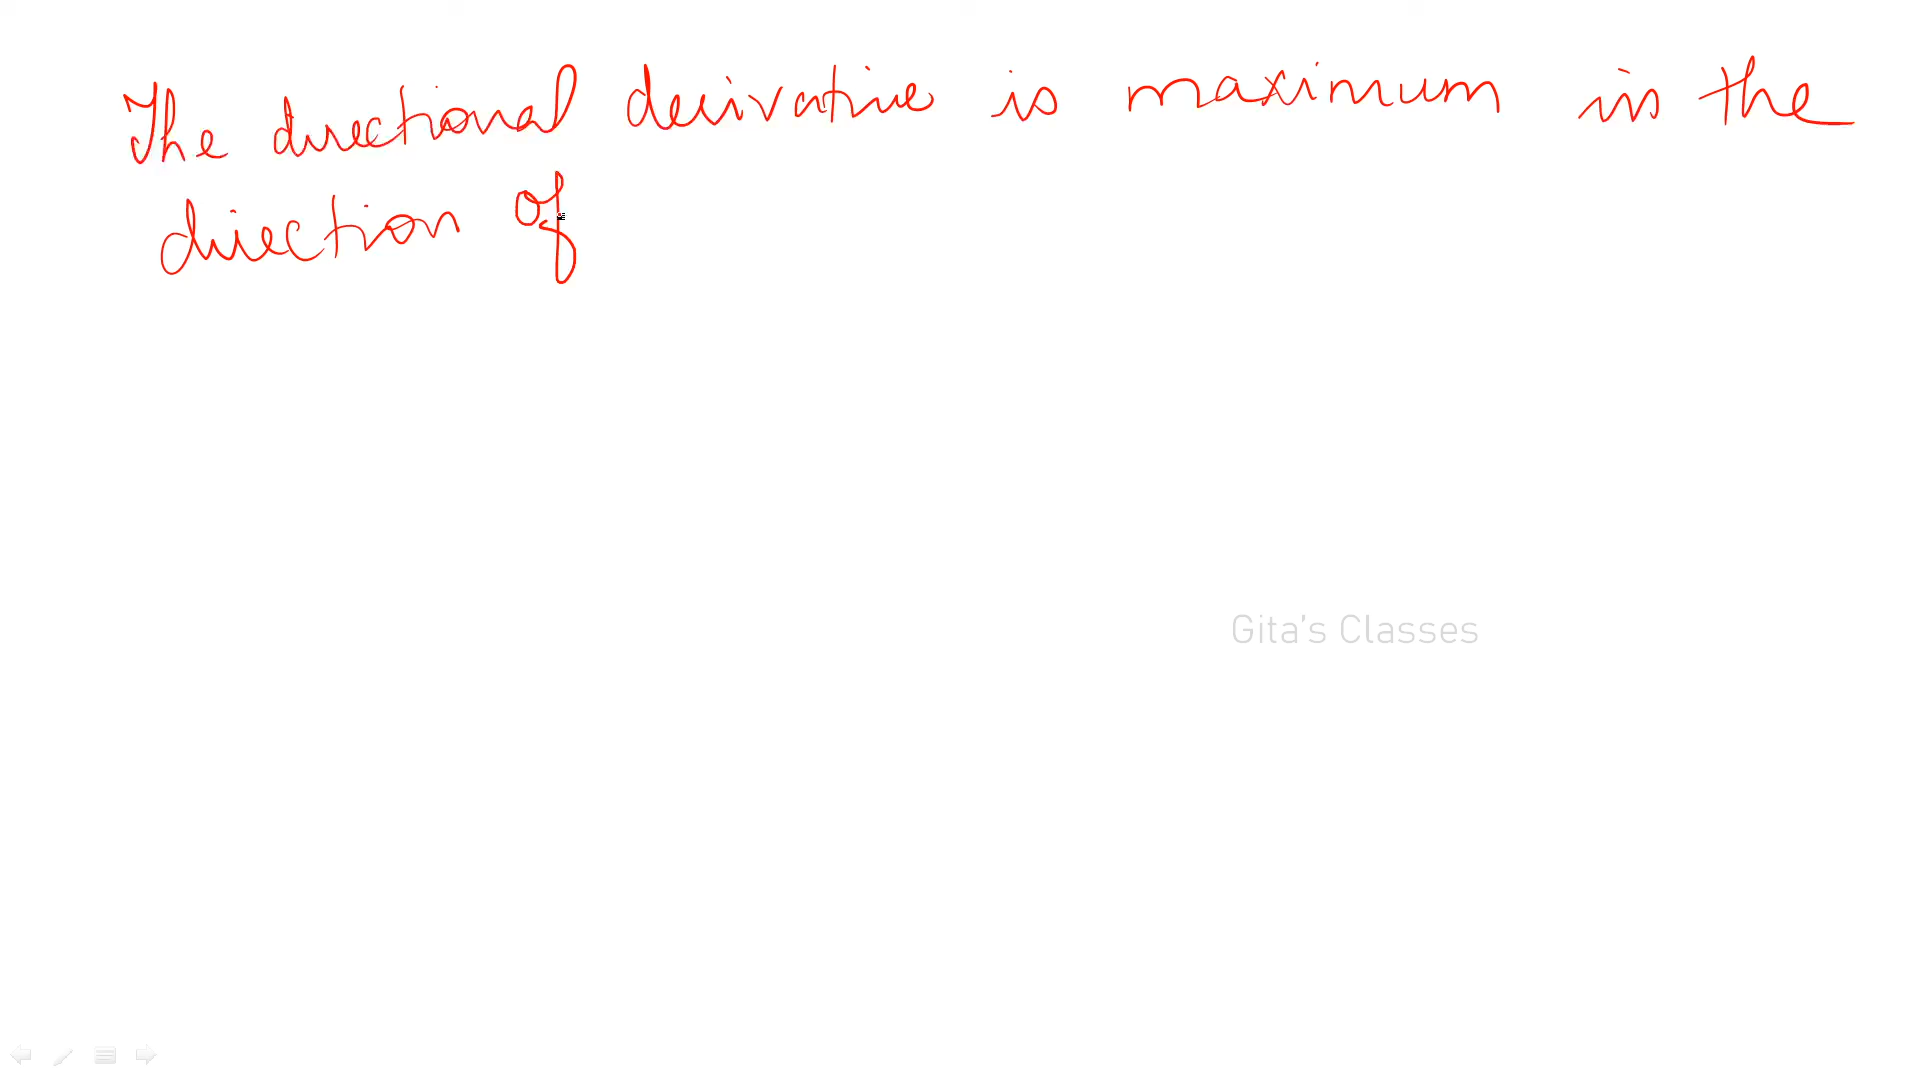 The directional derivative is maximum in the
direction of
Gita's Classes